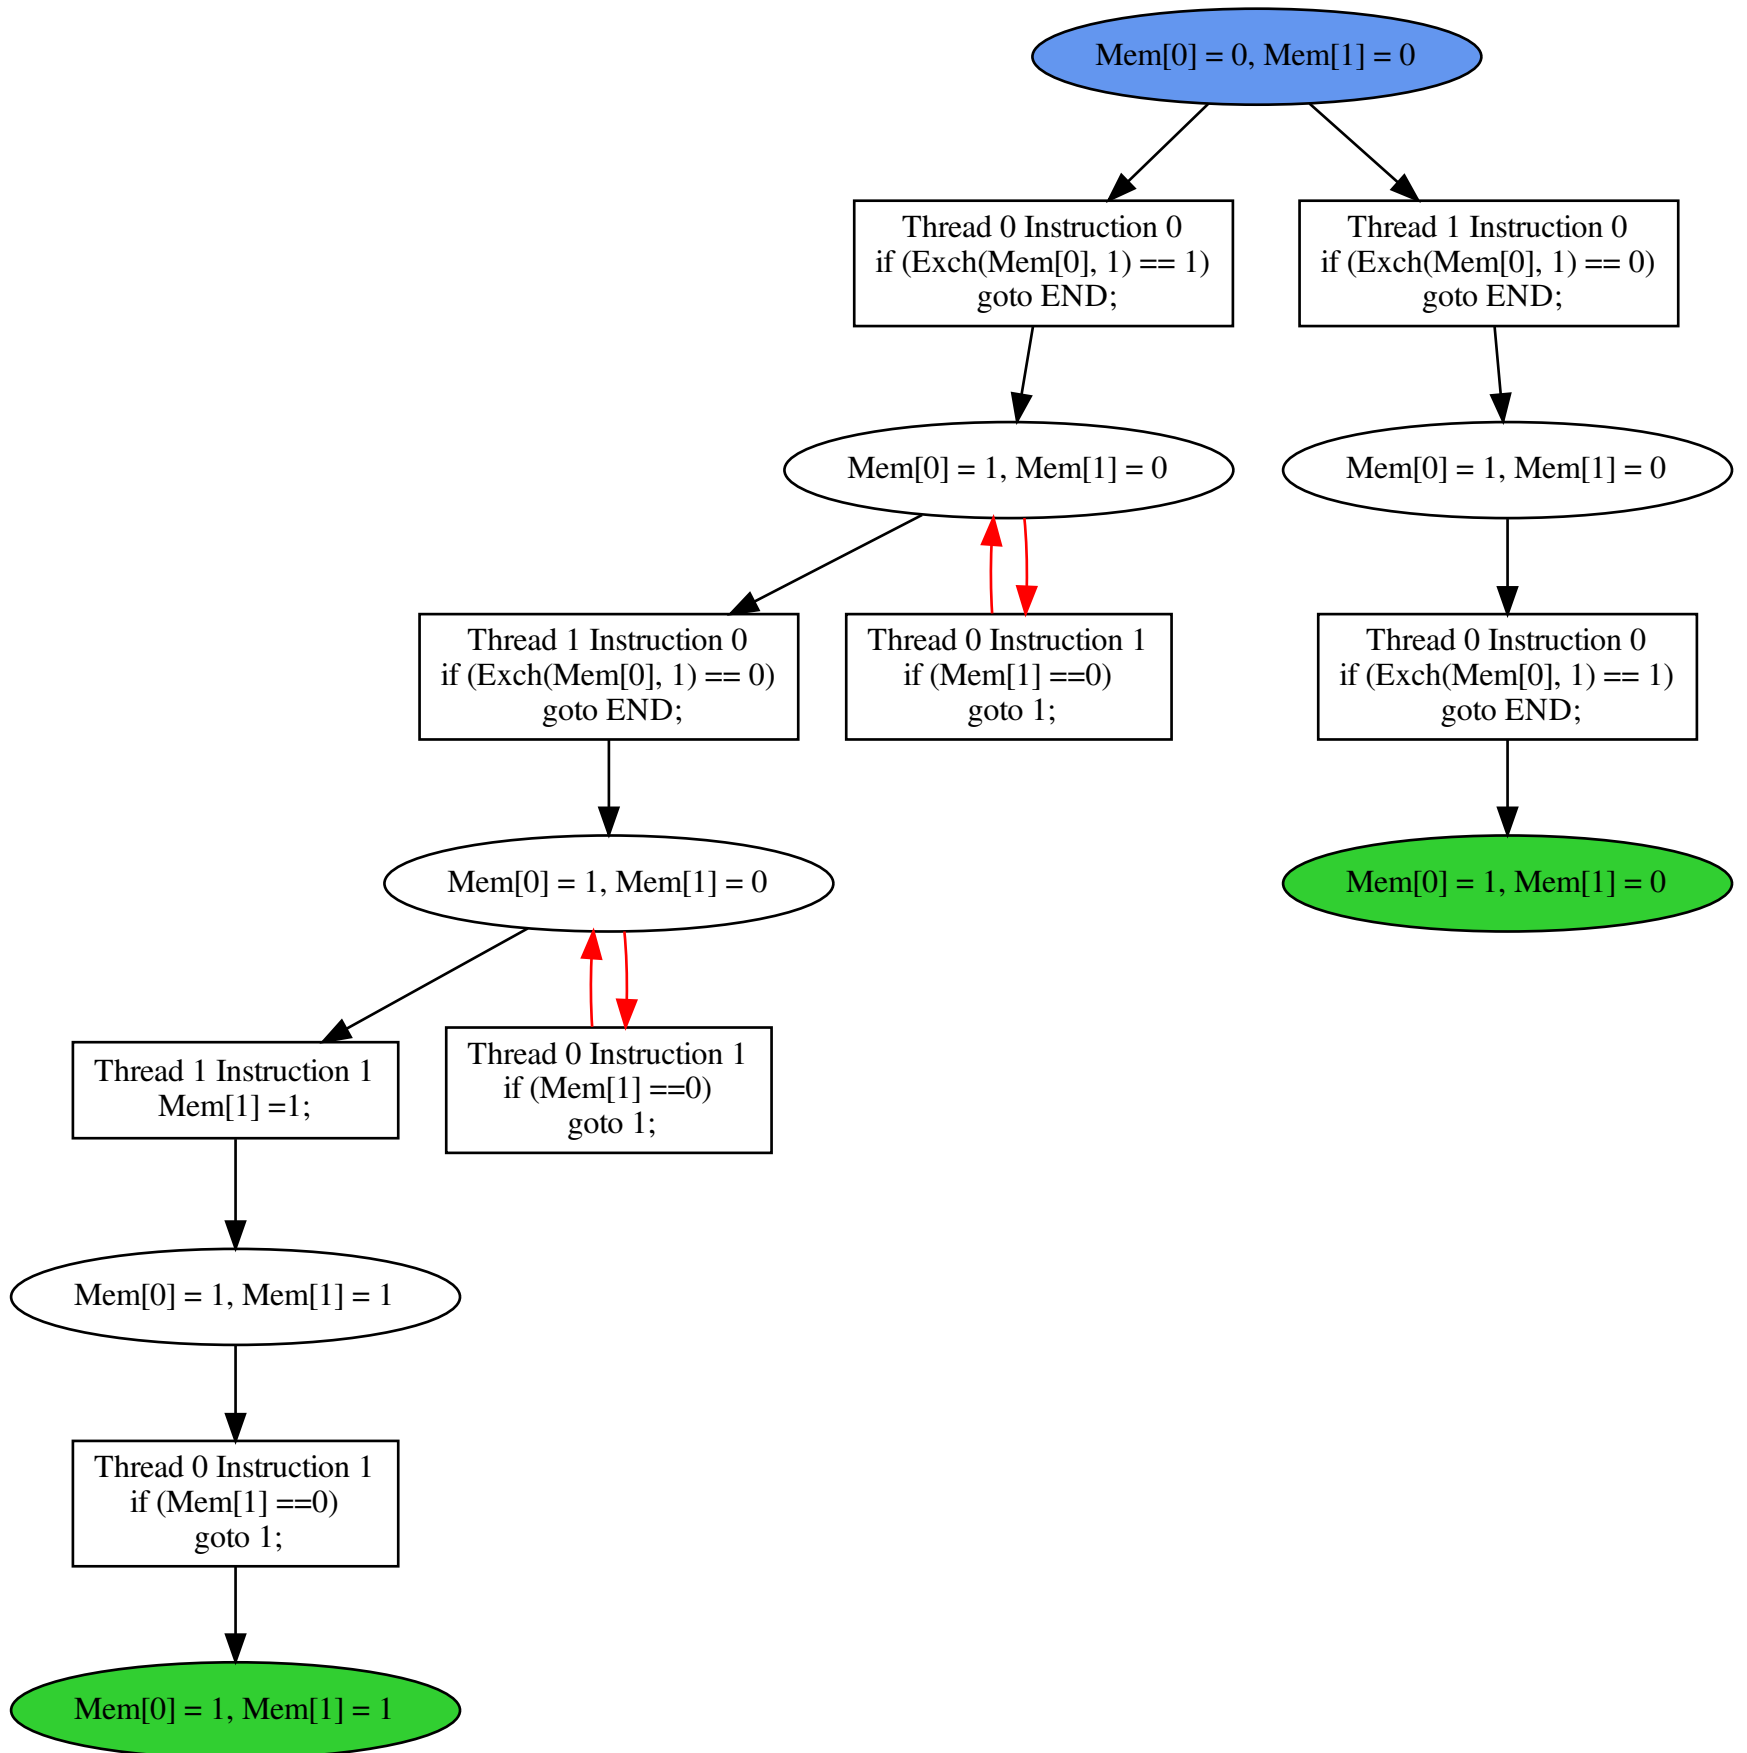 Mem[0] = 0, Mem[1] = 0
Thread 0 Instruction 0
if (Exch(Mem[0], 1) == 1)
goto END;
Thread 1 Instruction 0
if (Exch(Mem[0], 1) == 0)
goto END;
Mem[0] = 1, Mem[1] = 0
Mem[0] = 1, Mem[1] = 0
Thread 1 Instruction 0
if (Exch(Mem[0], 1) == 0)
goto END;
Thread 0 Instruction 1
if (Mem[1] ==0)
goto 1;
Thread 0 Instruction 0
if (Exch(Mem[0], 1) == 1)
goto END;
Mem[0] = 1, Mem[1] = 0
Mem[0] = 1, Mem[1] = 0
Thread 1 Instruction 1
Mem[1] =1;
Thread 0 Instruction 1
if (Mem[1] ==0)
goto 1;
Mem[0] = 1, Mem[1] = 1
Thread 0 Instruction 1
if (Mem[1] ==0)
goto 1;
Mem[0] = 1, Mem[1] = 1